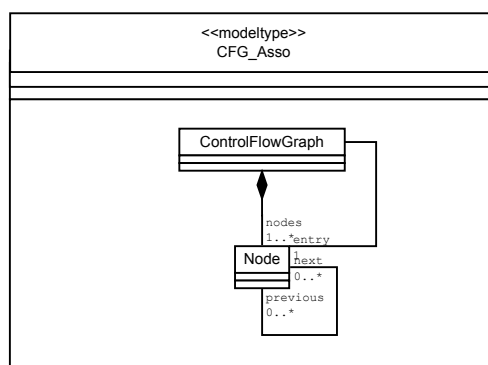 <<modeltype>>
CFG_Asso
ControlFlowGraph
nodes
1..*
entry
1
Node
next
0..*
previous
0..*